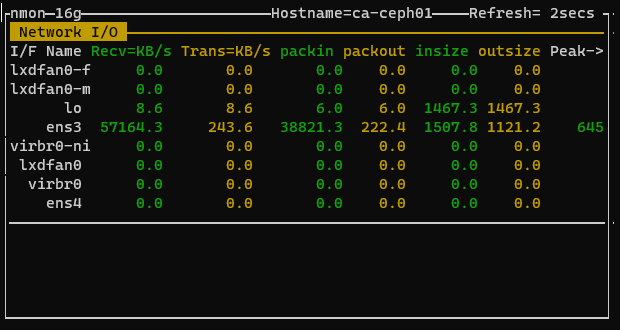 nmon-16g Hostname=ca-ceph01 Refresh= 2secs
Network I/O
I/F Name Recv=KB/s Trans=KB/s packin packout insize outsize Peak->
lxdfan0-f 0.0 0.0 0.0 0.0 0.0 0.0
lxdfan0-m 0.0 0.0 0.0 0.0 0.0 0.0
lo 8.6 8.6 6.0 6.0 1467.3 1467.3
ens3 57164.3 243.6 38821.3 222.4 1507.8 1121.2 645
virbr0-ni 0.0 0.0 0.0 0.0 0.0 0.0
lxdfan0 0.0 0.0 0.0 0.0 0.0 0.0
virbr0 0.0 0.0 0.0 0.0 0.0 0.0
ens4 0.0 0.0 0.0 0.0 0.0 0.0